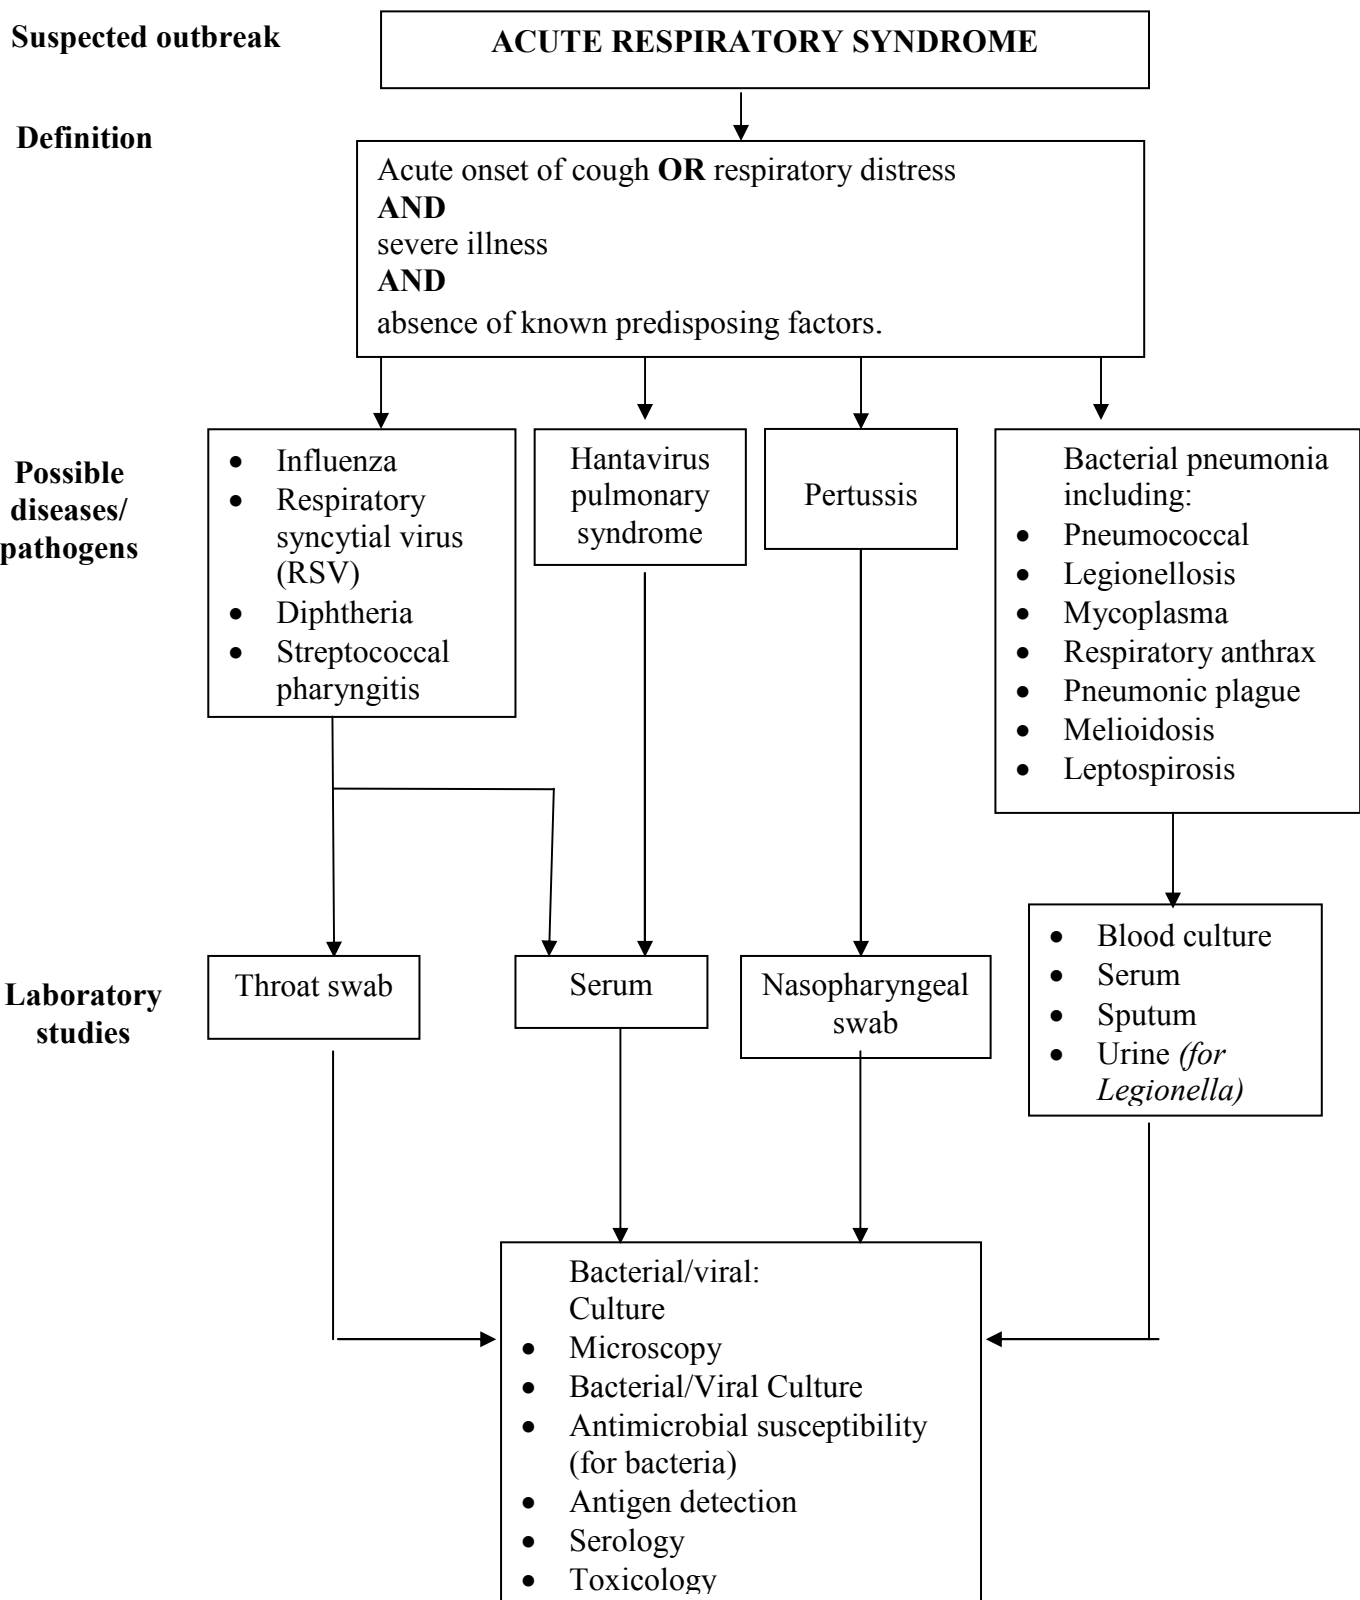 Suspected outbreak
ACUTE RESPIRATORY SYNDROME
Definition
Acute onset of cough OR respiratory distress
AND
severe illness
AND
absence of known predisposing factors.
Possible
diseases/
pathogens
• Influenza
• Respiratory
syncytial virus
(RSV)
• Diphtheria
• Streptococcal
pharyngitis
Hantavirus
pulmonary
syndrome
Pertussis
Bacterial pneumonia
including:
• Pneumococcal
• Legionellosis
• Mycoplasma
• Respiratory anthrax
• Pneumonic plague
• Melioidosis
• Leptospirosis
Laboratory
studies
Throat swab
Serum
Nasopharyngeal
swab
• Blood culture
• Serum
• Sputum
• Urine (for
Legionella)
Bacterial/viral:
Culture
• Microscopy
• Bacterial/Viral Culture
• Antimicrobial susceptibility
(for bacteria)
• Antigen detection
• Serology
• Toxicology